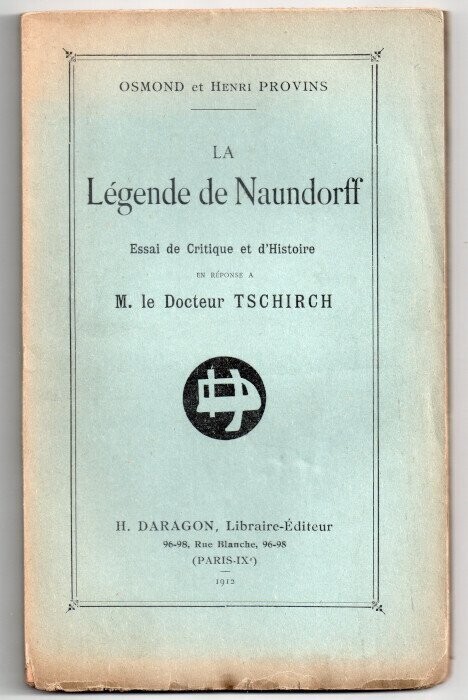 OSMOND et HENRI PROVINS
LA
Légende de Naundorff
Essai de Critique et d'Histoire
EN RÉPONSE A
M. le Docteur TSCHIRCH
H. DARAGON, Libraire-Éditeur
96-98, Rue Blanche, 96-98
(PARIS-IXe)
1912